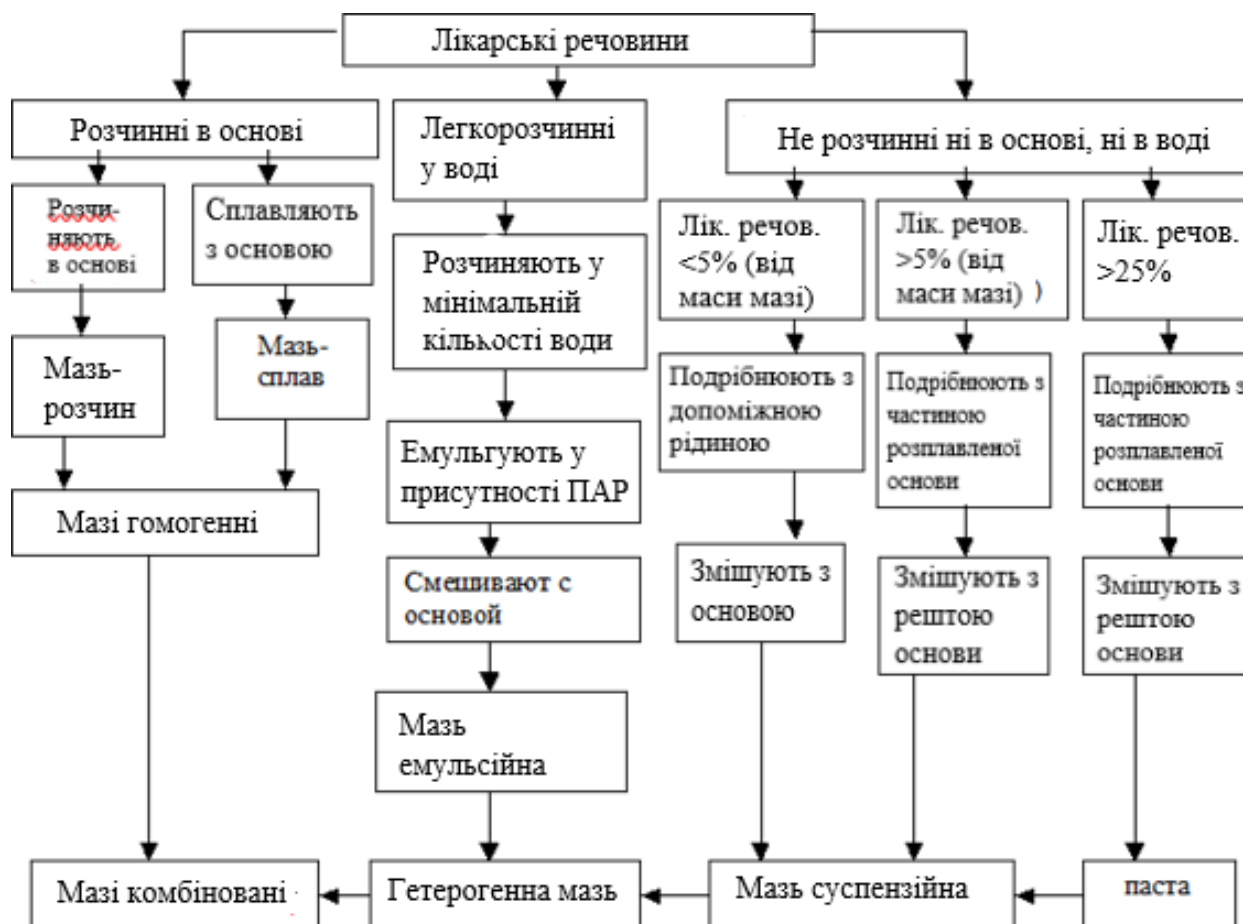 Лікарські речовини
Розчинні в основі
Легкорозчинні
у воді
Не розчинні ні в основі, ні в воді
Розчи-
няють
в основі
Сплавляють
з основою
Розчиняють у
мінімальній
кількості води
Лік. речов.
<5% (від
маси мазі)
Лік. речов.
>5% (від
маси мазі) )
Лік. речов.
>25%
Мазь-
розчин
Мазь-
сплав
Подрібнюють з
допоміжною
рідиною
Подрібнюють з
частиною
розплавленої
основи
Подрібнюють з
частиною
розплавленої
основи
Емульгують у
присутності ПАР
Мазі гомогенні
Смешивают с
основой
Змішують з
основою
Змішують з
рештою
основи
Змішують з
рештою
основи
Мазь
емульсійна
Мазі комбіновані
Гетерогенна мазь
Мазь суспензійна
паста